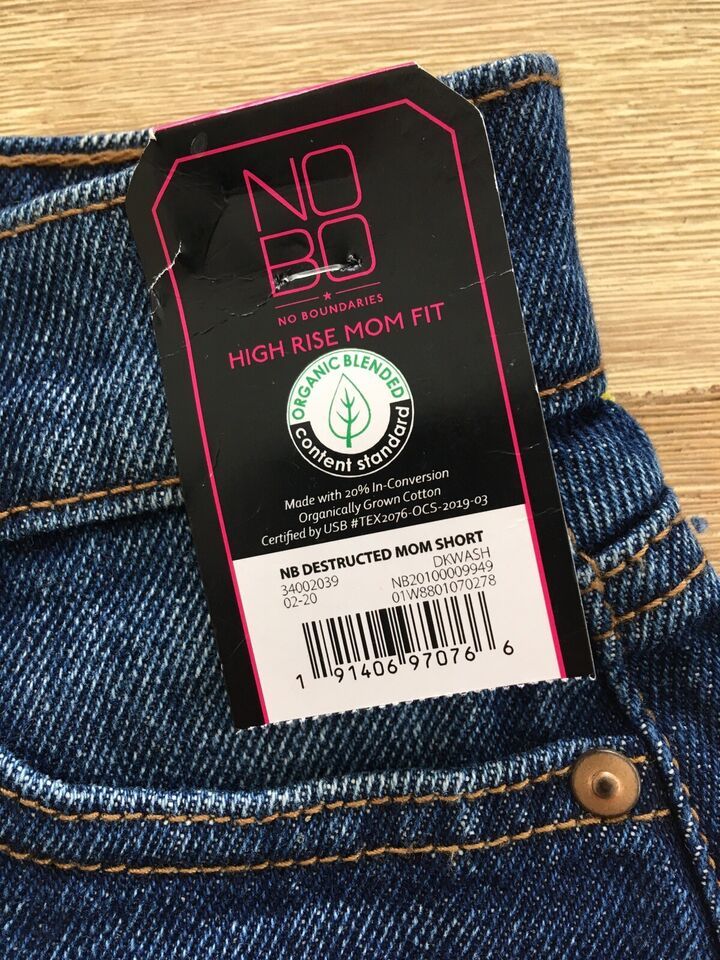 NO
BO
NO BOUNDARIES
HIGH RISE MOM FIT
ORGANIC BLENDED
content standard
Made with 20% In-Conversion
Organically Grown Cotton
Certified by USB #TEX2076-OCS-2019-03
NB DESTRUCTED MOM SHORT
34002039 DKWASH
02-20 NB20100009949
01W8801070278
1 91406 97076 6